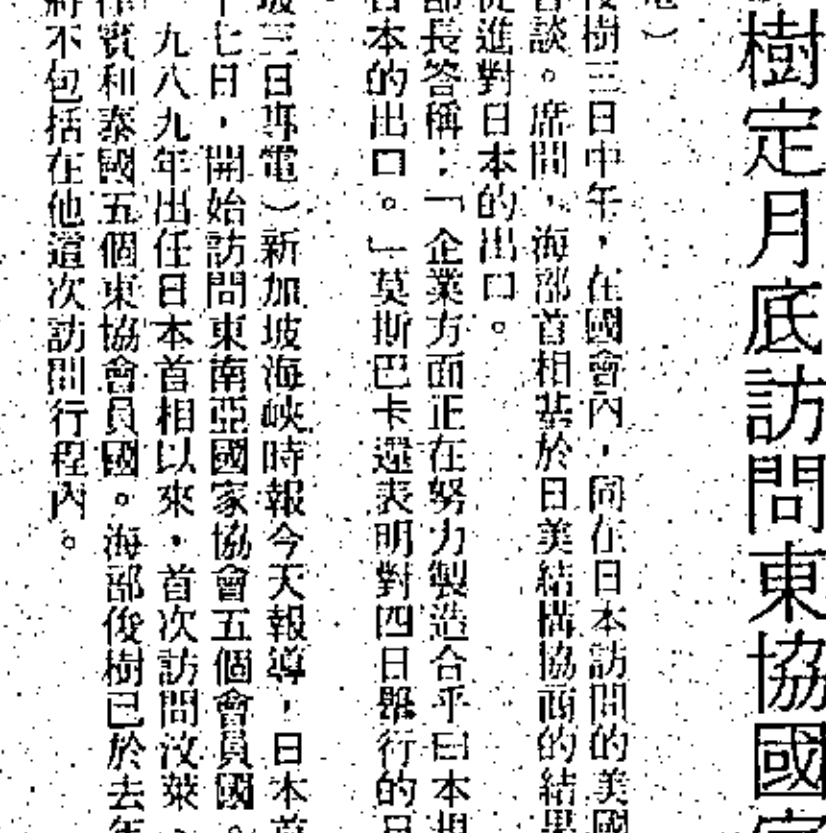 樹定月底訪問東協國家
電）
俊樹三日中午，在國會內，同在日本訪問的美國
會談。席間，海部首相基於日美結構協商的結果
促進對日本的出口。
部長答稱：「企業方面正在努力製造合乎日本規
日本的出口。」莫斯巴卡還表明對四日舉行的日
坡三日專電）新加坡海峽時報今天報導，日本首
十七日，開始訪問東南亞國家協會五個會員國。
九八九年出任日本首相以來，首次訪問汶萊、
律賓和泰國五個東協會員國。海部俊樹已於去年
將不包括在他這次訪問行程內。